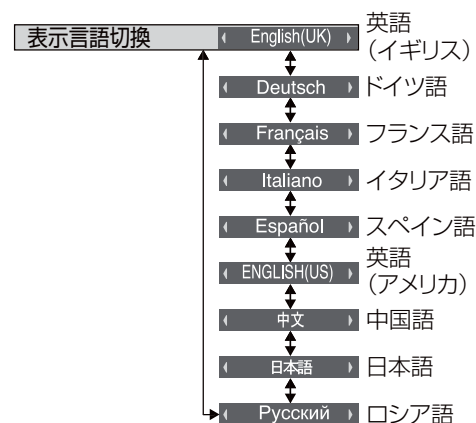 表示言語切換 English(UK) 英語
（イギリス）
Deutsch ドイツ語
Français フランス語
Italiano イタリア語
Español スペイン語
ENGLISH(US) 英語
（アメリカ）
中文 中国語
日本語 日本語
Русский ロシア語